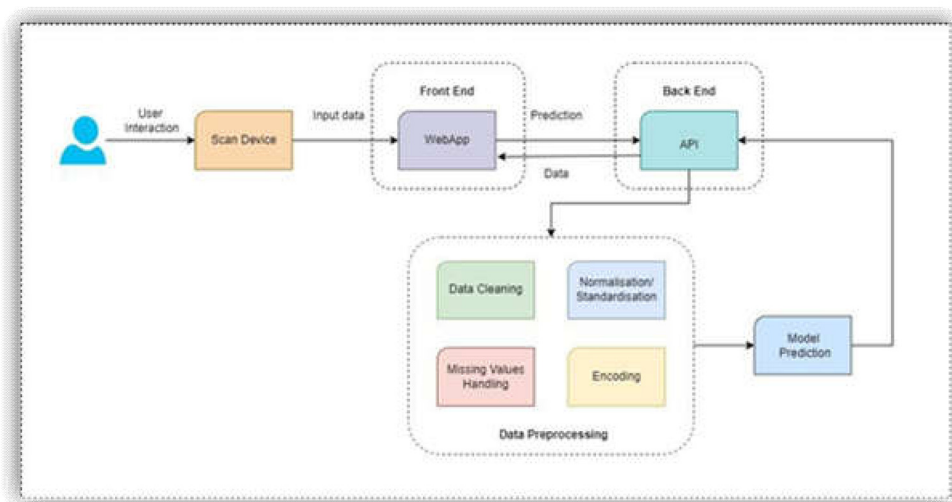 Front End
Back End
User
Interaction
Scan Device
Input data
WebApp
Prediction
API
Data
Data Cleaning
Normalisation/
Standardisation
Missing Values
Handling
Encoding
Data Preprocessing
Model
Prediction